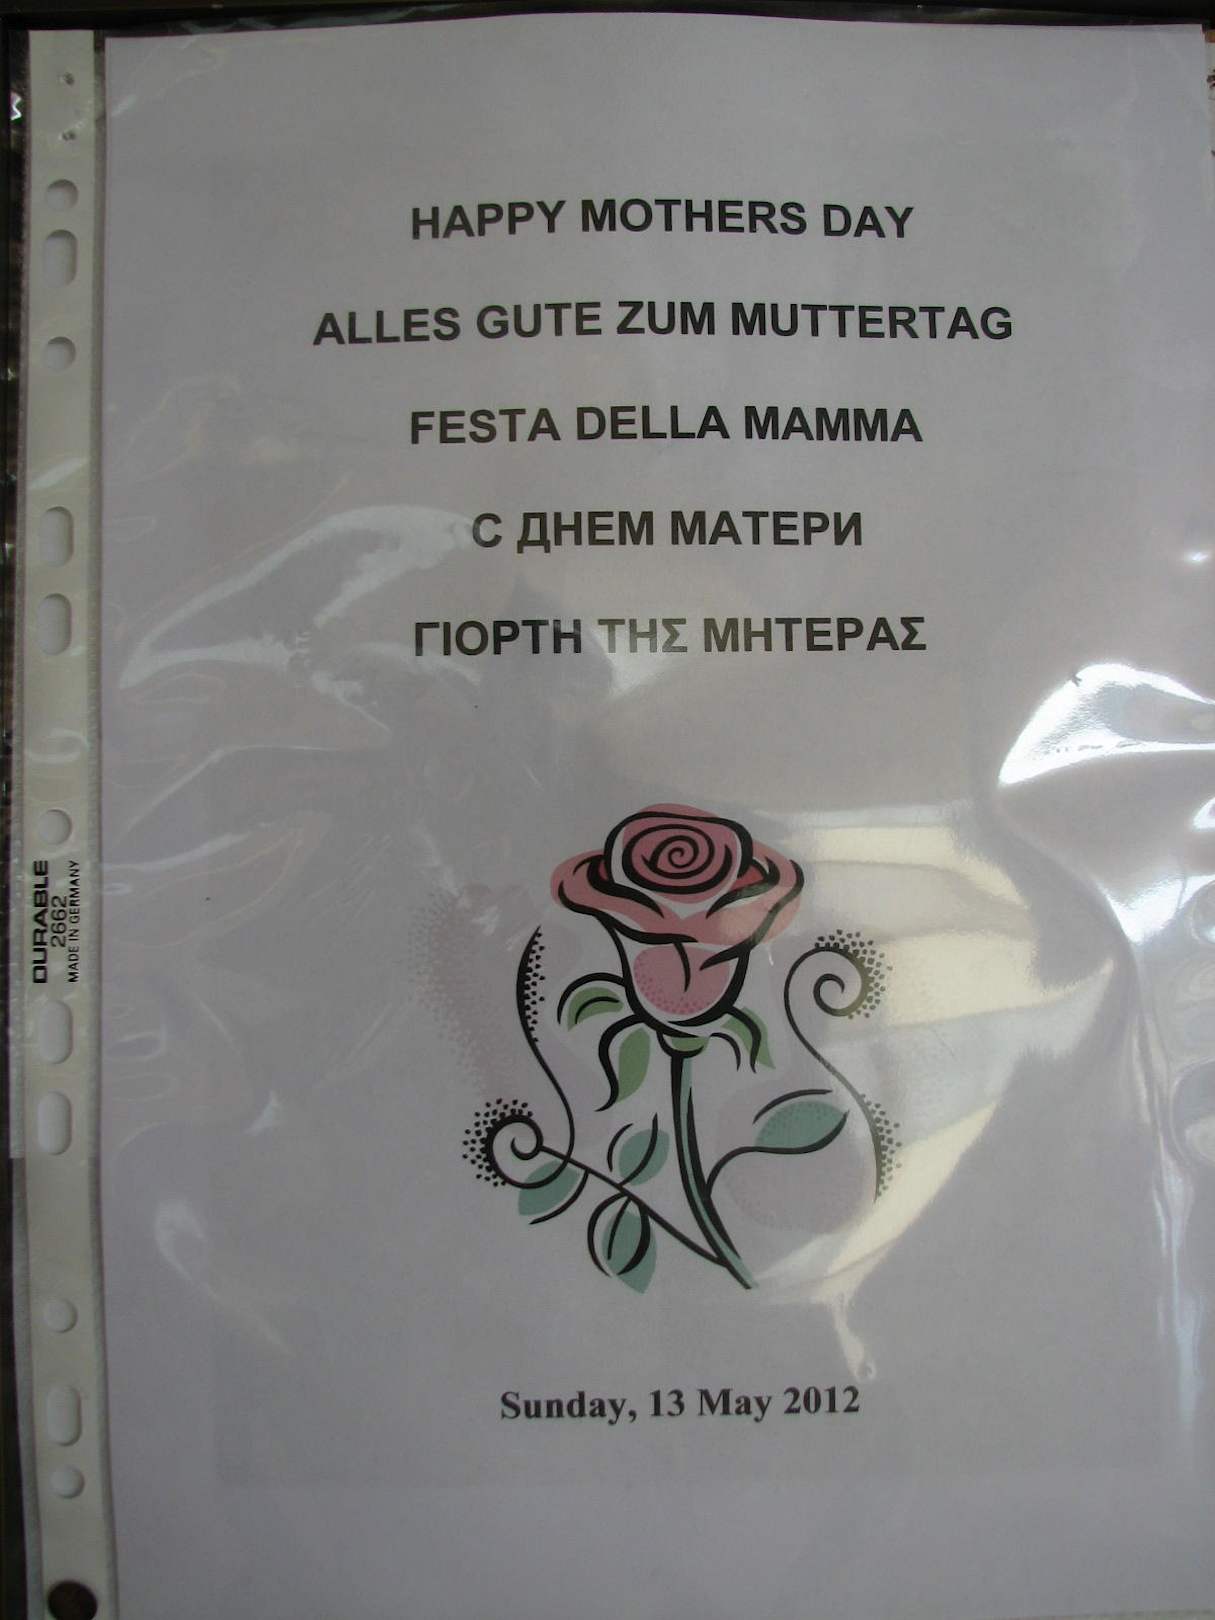 HAPPY MOTHERS DAY
ALLES GUTE ZUM MUTTERTAG
FESTA DELLA MAMMA
С ДНЕМ МАТЕРИ
ΓΙΟΡΤΗ ΤΗΣ ΜΗΤΕΡΑΣ
Sunday, 13 May 2012
DURABLE
2662
MADE IN GERMANY